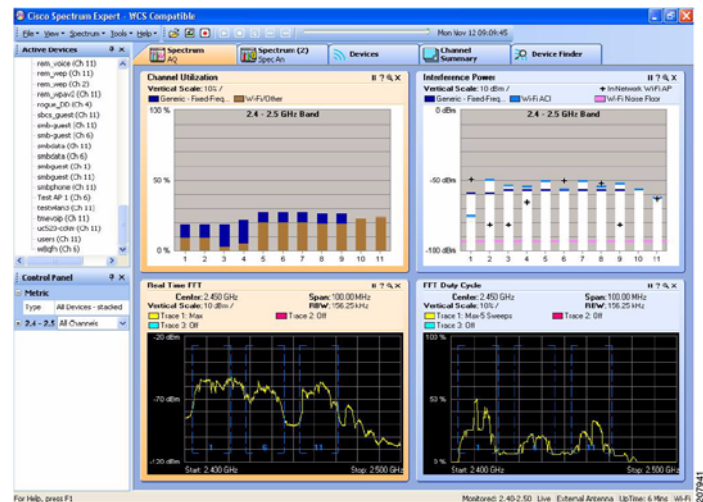 Cisco Spectrum Expert - WCS Compatible
File View Spectrum Tools Help
Mon Nov 12 09:09:45
Active Devices
rem_voice (Ch 11)
rem_wep (Ch 11)
rem_wep (Ch 2)
rem_wpav2 (Ch 11)
rogue_DD (Ch 4)
sbcs_guest (Ch 11)
smb-guest (Ch 11)
smb-guest (Ch 6)
smbdata (Ch 11)
smbdata (Ch 6)
smbguest (Ch 1)
smbguest (Ch 11)
smbphone (Ch 11)
Test AP 1 (Ch 6)
testvlan3 (Ch 11)
tmevoip (Ch 11)
users (Ch 11)
w8gfh (Ch 6)
Control Panel
Metric
Type All Devices - stacked
2.4 - 2.5 All Channels
Spectrum
AQ
Spectrum (2)
Spec An
Devices
Channel
Summary
Device Finder
Channel Utilization
Vertical Scale: 10% /
Generic - Fixed-Freq... Wi-Fi/Other
100 %
2.4 - 2.5 GHz Band
50 %
0 %
1 2 3 4 5 6 7 8 9 10 11
Interference Power
Vertical Scale: 10 dBm / In-Network Wi-Fi AP
Generic - Fixed-Freq... Wi-Fi ACI Wi-Fi Noise Floor
0 dBm
2.4 - 2.5 GHz Band
-50 dBm
-100 dBm
1 2 3 4 5 6 7 8 9 10 11
Real Time FFT
Center: 2.450 GHz Span: 100.00 MHz
Vertical Scale: 10 dBm / RBW: 156.25 kHz
Trace 1: Max Trace 2: Off
Trace 3: Off
-20 dBm
-70 dBm
-120 dBm
1 6 11
Start: 2.400 GHz Stop: 2.500 GHz
FFT Duty Cycle
Center: 2.450 GHz Span: 100.00 MHz
Vertical Scale: 10% / RBW: 156.25 kHz
Trace 1: Max-5 Sweeps Trace 2: Off
Trace 3: Off
100 %
50 %
0 %
1 6 11
Start: 2.400 GHz Stop: 2.500 GHz
For Help, press F1
Monitored: 2.40-2.50 Live External Antenna UpTime: 6 Mins Wi-Fi
207941